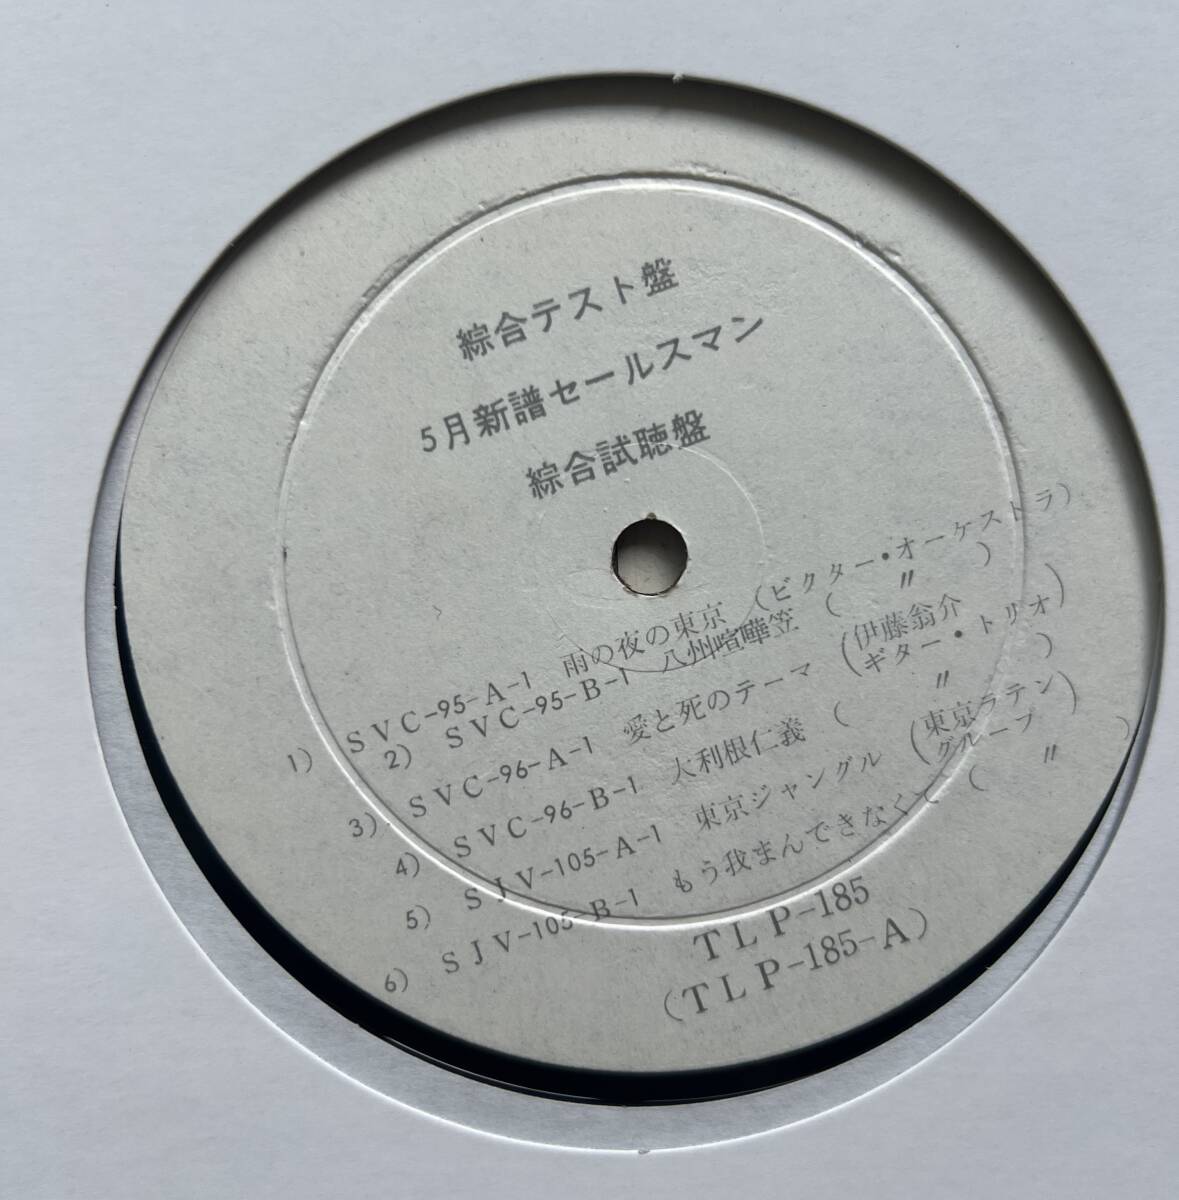 綜合テスト盤
5月新譜セールスマン
綜合試聴盤
1) SVC-95-A-1 雨の夜の東京 (ビクター・オーケストラ)
2) SVC-95-B-1 八州喧嘩笠 ( 〃 )
3) SVC-96-A-1 愛と死のテーマ (伊藤翁介 ギター・トリオ)
4) SVC-96-B-1 大利根仁義 ( 〃 )
5) SJV-105-A-1 東京ジャングル (東京ラテン グループ)
6) SJV-105-B-1 もう我まんできなくて ( 〃 )
TLP-185
(TLP-185-A)